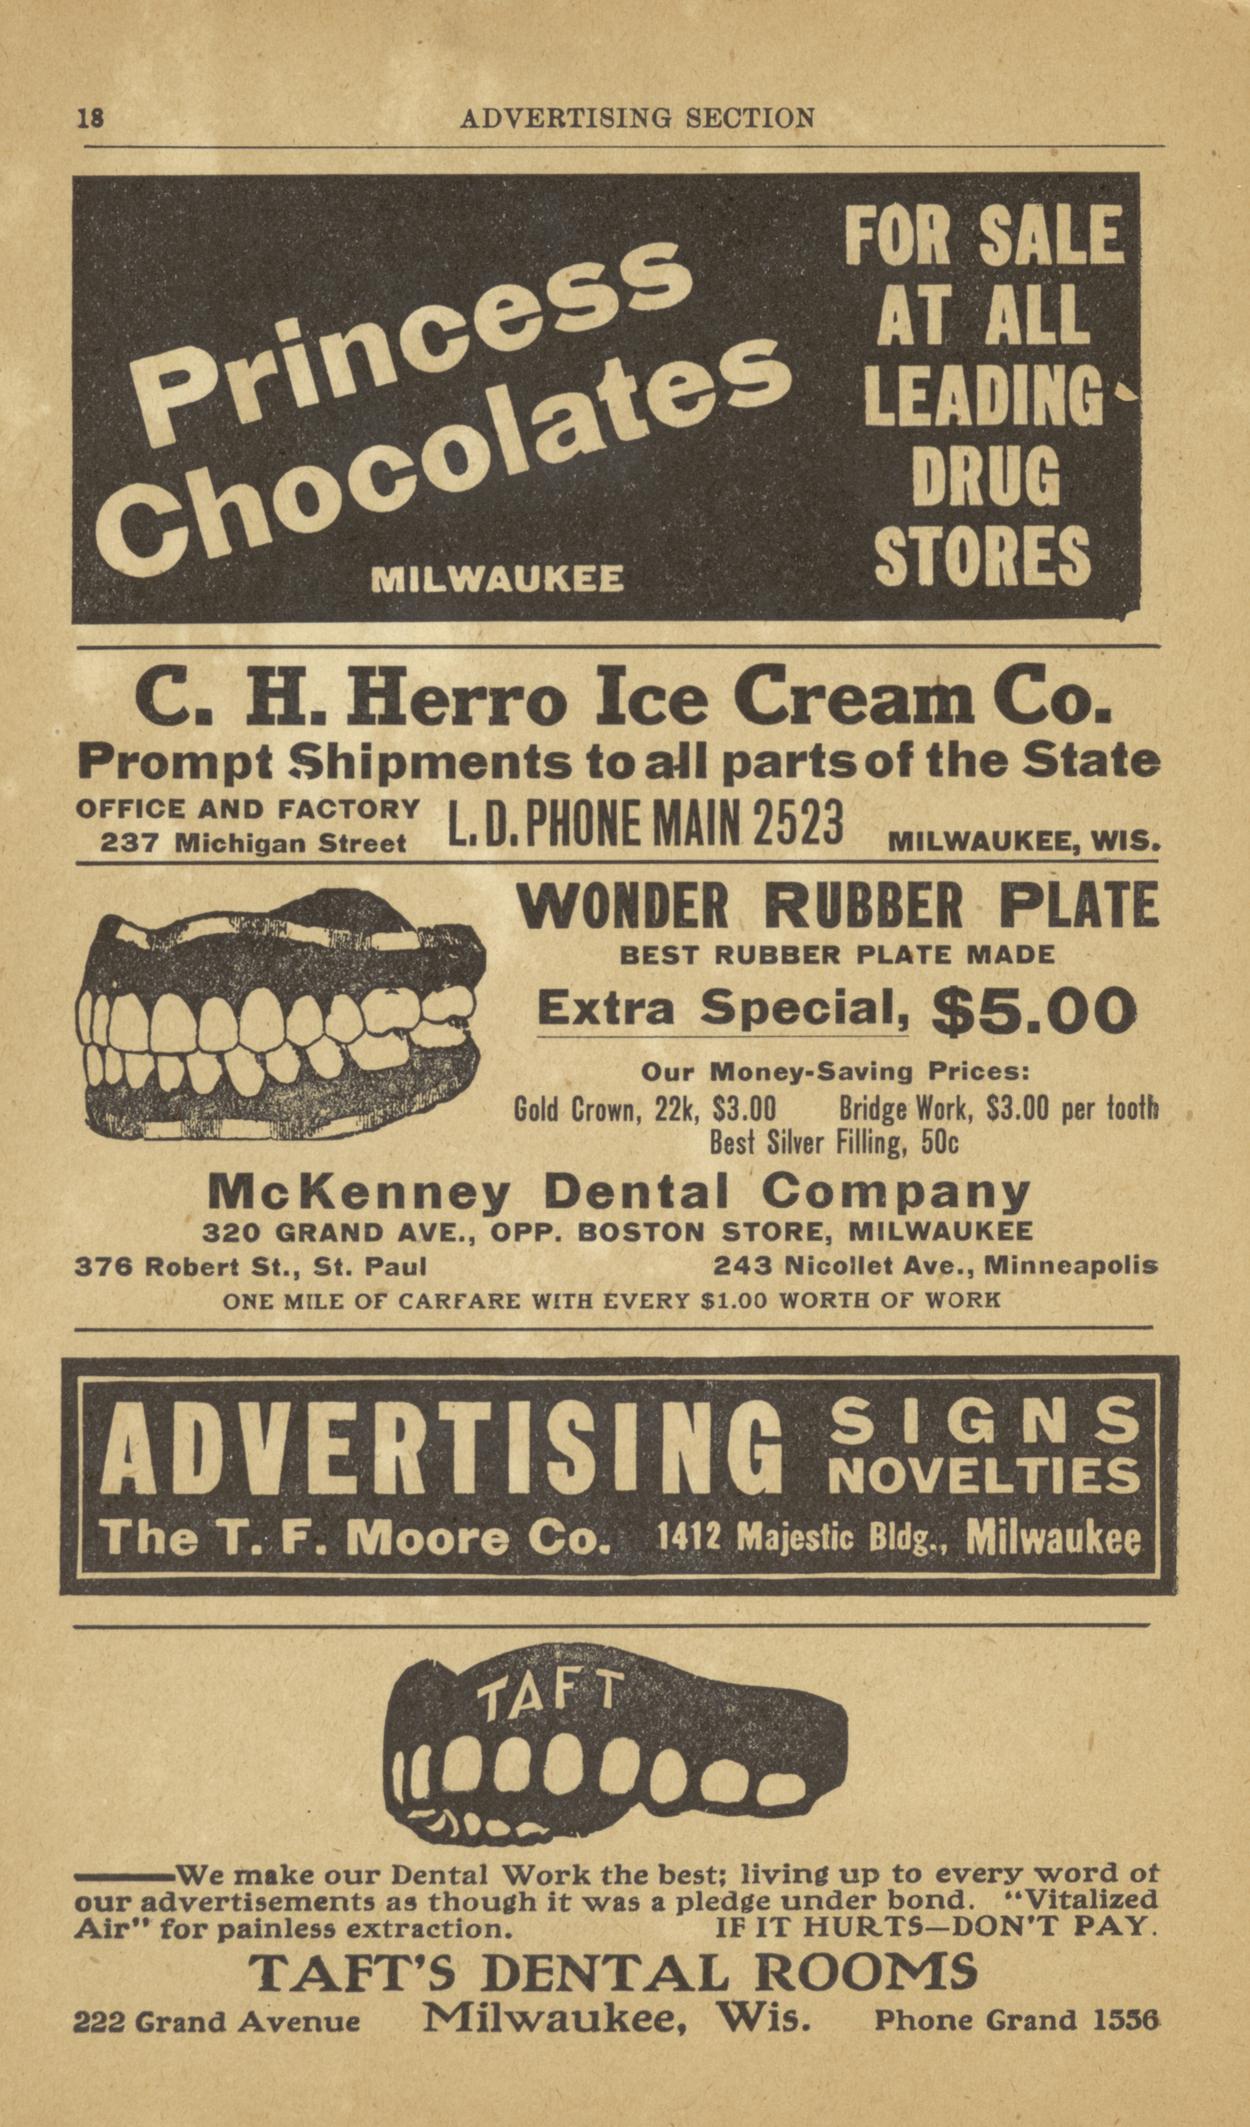 18
ADVERTISING SECTION
Princess
Chocolates
MILWAUKEE
FOR SALE
AT ALL
LEADING
DRUG
STORES
C. H. Herro Ice Cream Co.
Prompt Shipments to all parts of the State
OFFICE AND FACTORY
237 Michigan Street
L. D. PHONE MAIN 2523
MILWAUKEE, WIS.
WONDER RUBBER PLATE
BEST RUBBER PLATE MADE
Extra Special, $5.00
Our Money-Saving Prices:
Gold Crown, 22k, $3.00 Bridge Work, $3.00 per tooth
Best Silver Filling, 50c
McKenney Dental Company
320 GRAND AVE., OPP. BOSTON STORE, MILWAUKEE
376 Robert St., St. Paul 243 Nicollet Ave., Minneapolis
ONE MILE OF CARFARE WITH EVERY $1.00 WORTH OF WORK
ADVERTISING
SIGNS
NOVELTIES
The T. F. Moore Co. 1412 Majestic Bldg., Milwaukee
TAFT
——We make our Dental Work the best; living up to every word of
our advertisements as though it was a pledge under bond. "Vitalized
Air" for painless extraction. IF IT HURTS—DON'T PAY.
TAFT'S DENTAL ROOMS
222 Grand Avenue Milwaukee, Wis. Phone Grand 1556